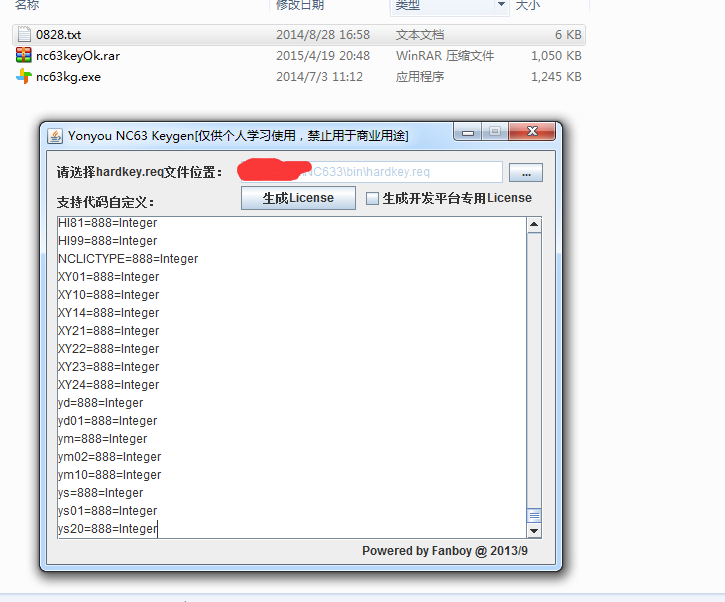 名称 修改日期 类型 大小
0828.txt 2014/8/28 16:58 文本文档 6 KB
nc63keyOk.rar 2015/4/19 20:48 WinRAR 压缩文件 1,050 KB
nc63kg.exe 2014/7/3 11:12 应用程序 1,245 KB
Yonyou NC63 Keygen[仅供个人学习使用，禁止用于商业用途]
请选择hardkey.req文件位置： NC633\bin\hardkey.req ...
支持代码自定义： 生成License 生成开发平台专用License
HI81=888=Integer
HI99=888=Integer
NCLICTYPE=888=Integer
XY01=888=Integer
XY10=888=Integer
XY14=888=Integer
XY21=888=Integer
XY22=888=Integer
XY23=888=Integer
XY24=888=Integer
yd=888=Integer
yd01=888=Integer
ym=888=Integer
ym02=888=Integer
ym10=888=Integer
ys=888=Integer
ys01=888=Integer
ys20=888=Integer
Powered by Fanboy @ 2013/9